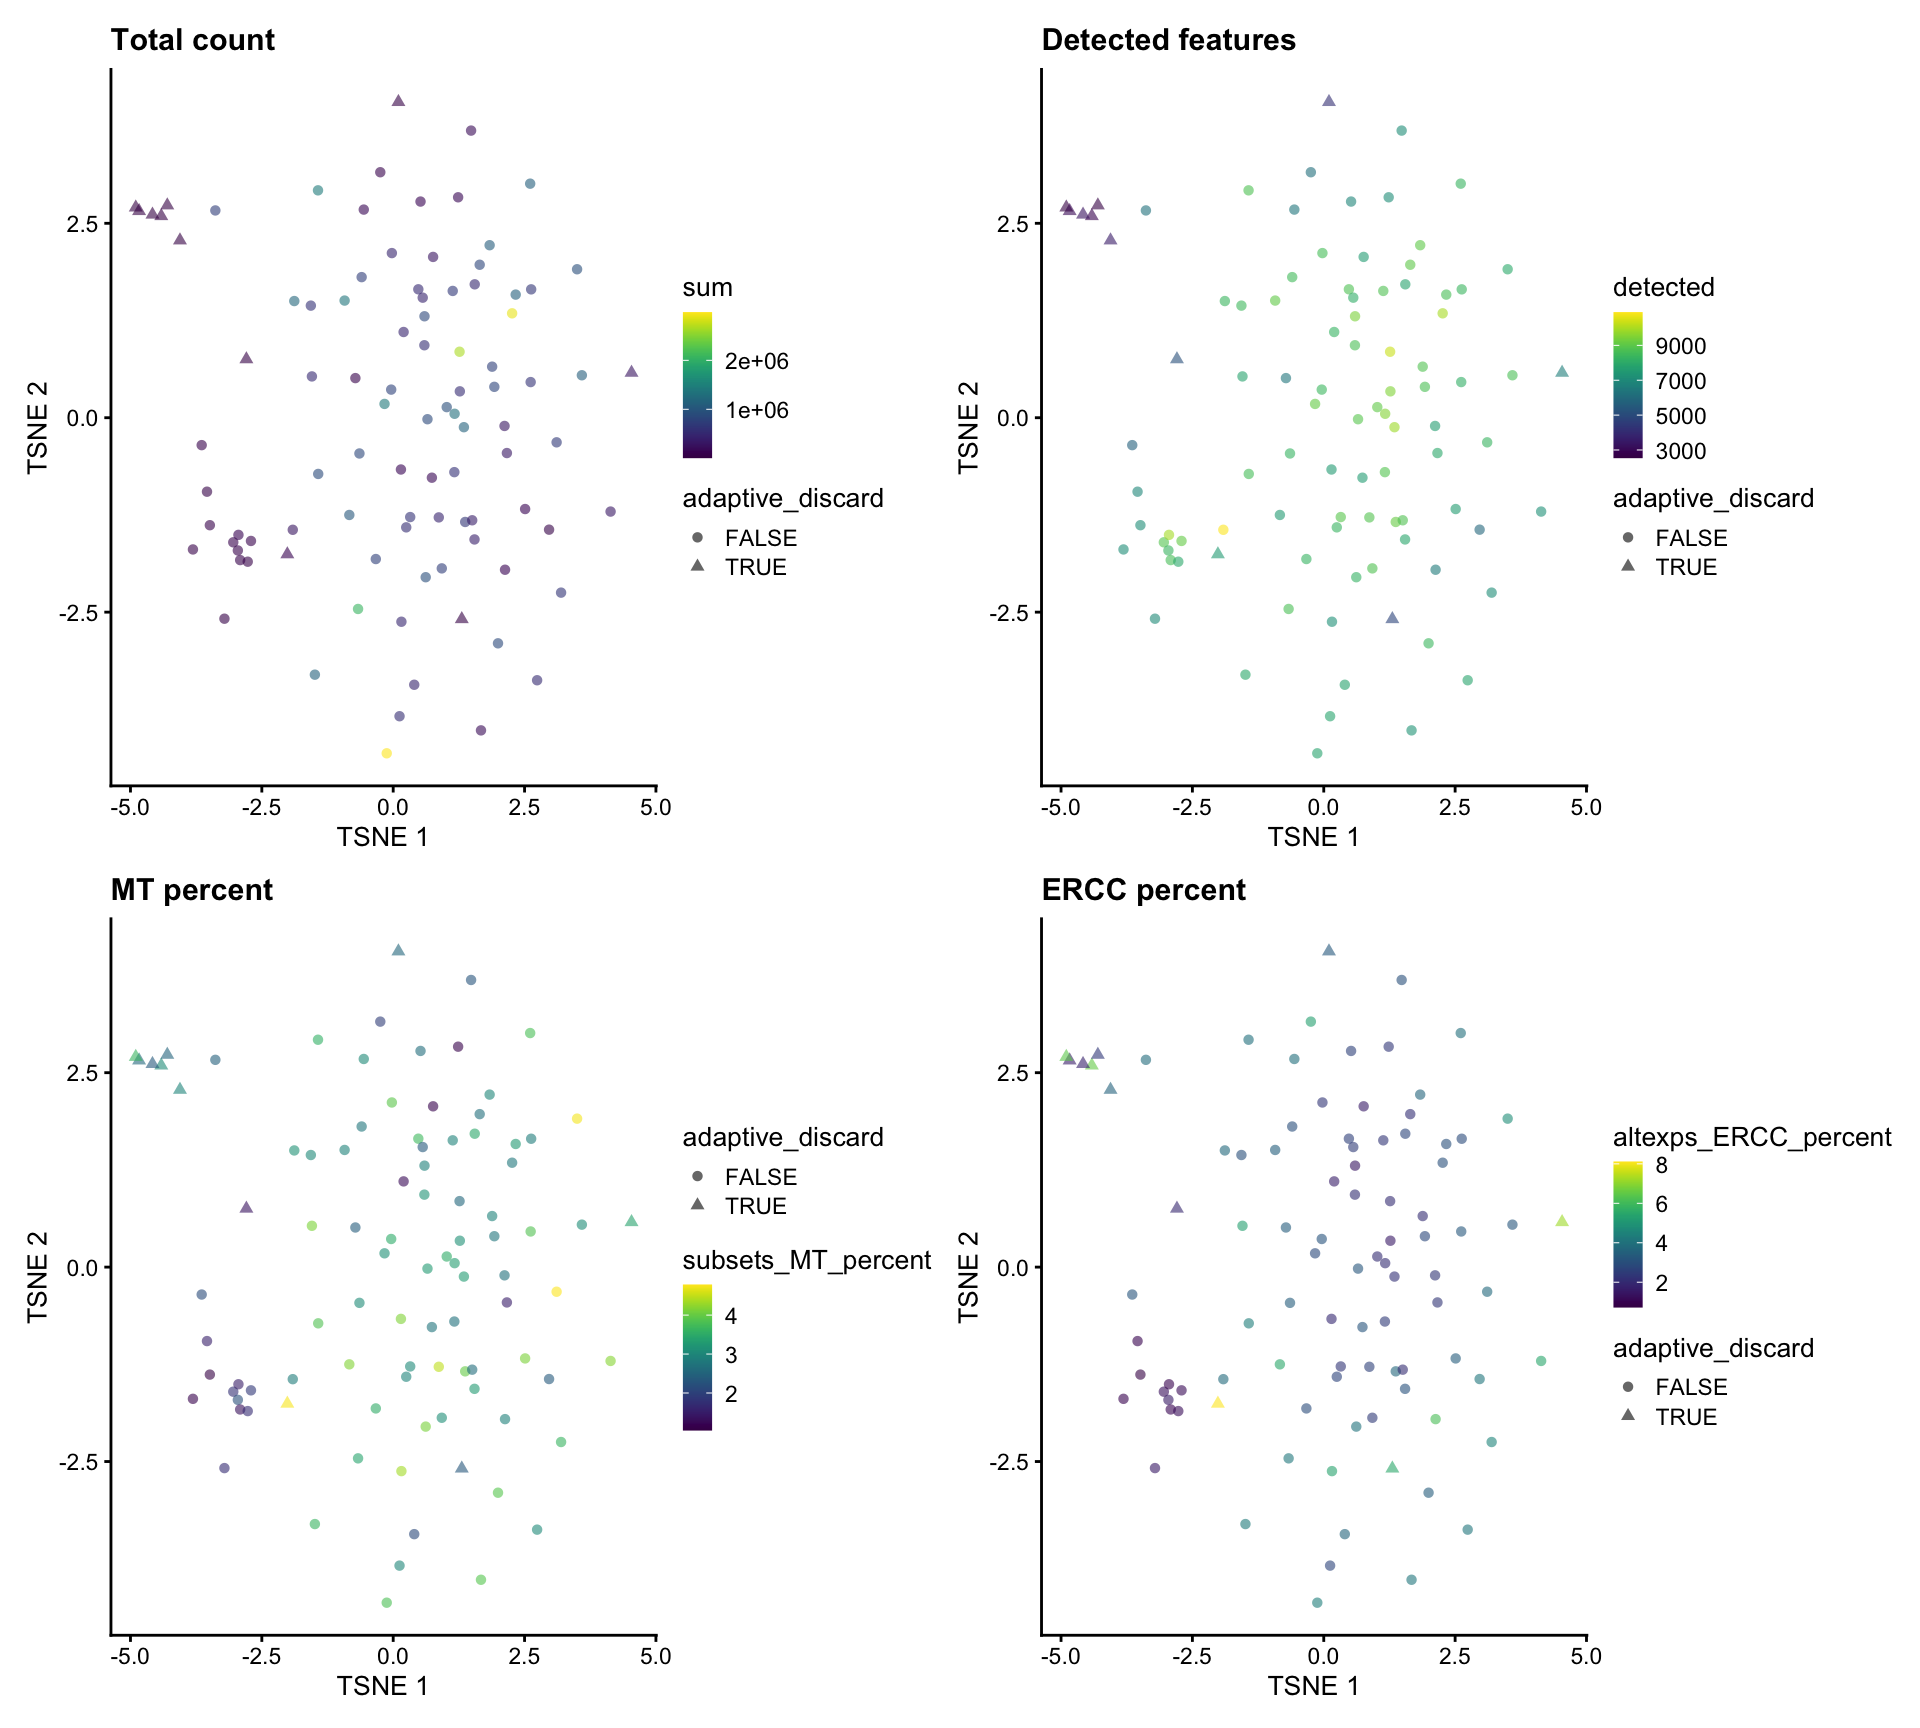 Total count
TSNE 2
2.5
0.0
-2.5
-5.0 -2.5 0.0 2.5 5.0
TSNE 1
sum
2e+06
1e+06
adaptive_discard
FALSE
TRUE
Detected features
TSNE 2
2.5
0.0
-2.5
-5.0 -2.5 0.0 2.5 5.0
TSNE 1
detected
9000
7000
5000
3000
adaptive_discard
FALSE
TRUE
MT percent
TSNE 2
2.5
0.0
-2.5
-5.0 -2.5 0.0 2.5 5.0
TSNE 1
adaptive_discard
FALSE
TRUE
subsets_MT_percent
4
3
2
ERCC percent
TSNE 2
2.5
0.0
-2.5
-5.0 -2.5 0.0 2.5 5.0
TSNE 1
altexps_ERCC_percent
8
6
4
2
adaptive_discard
FALSE
TRUE